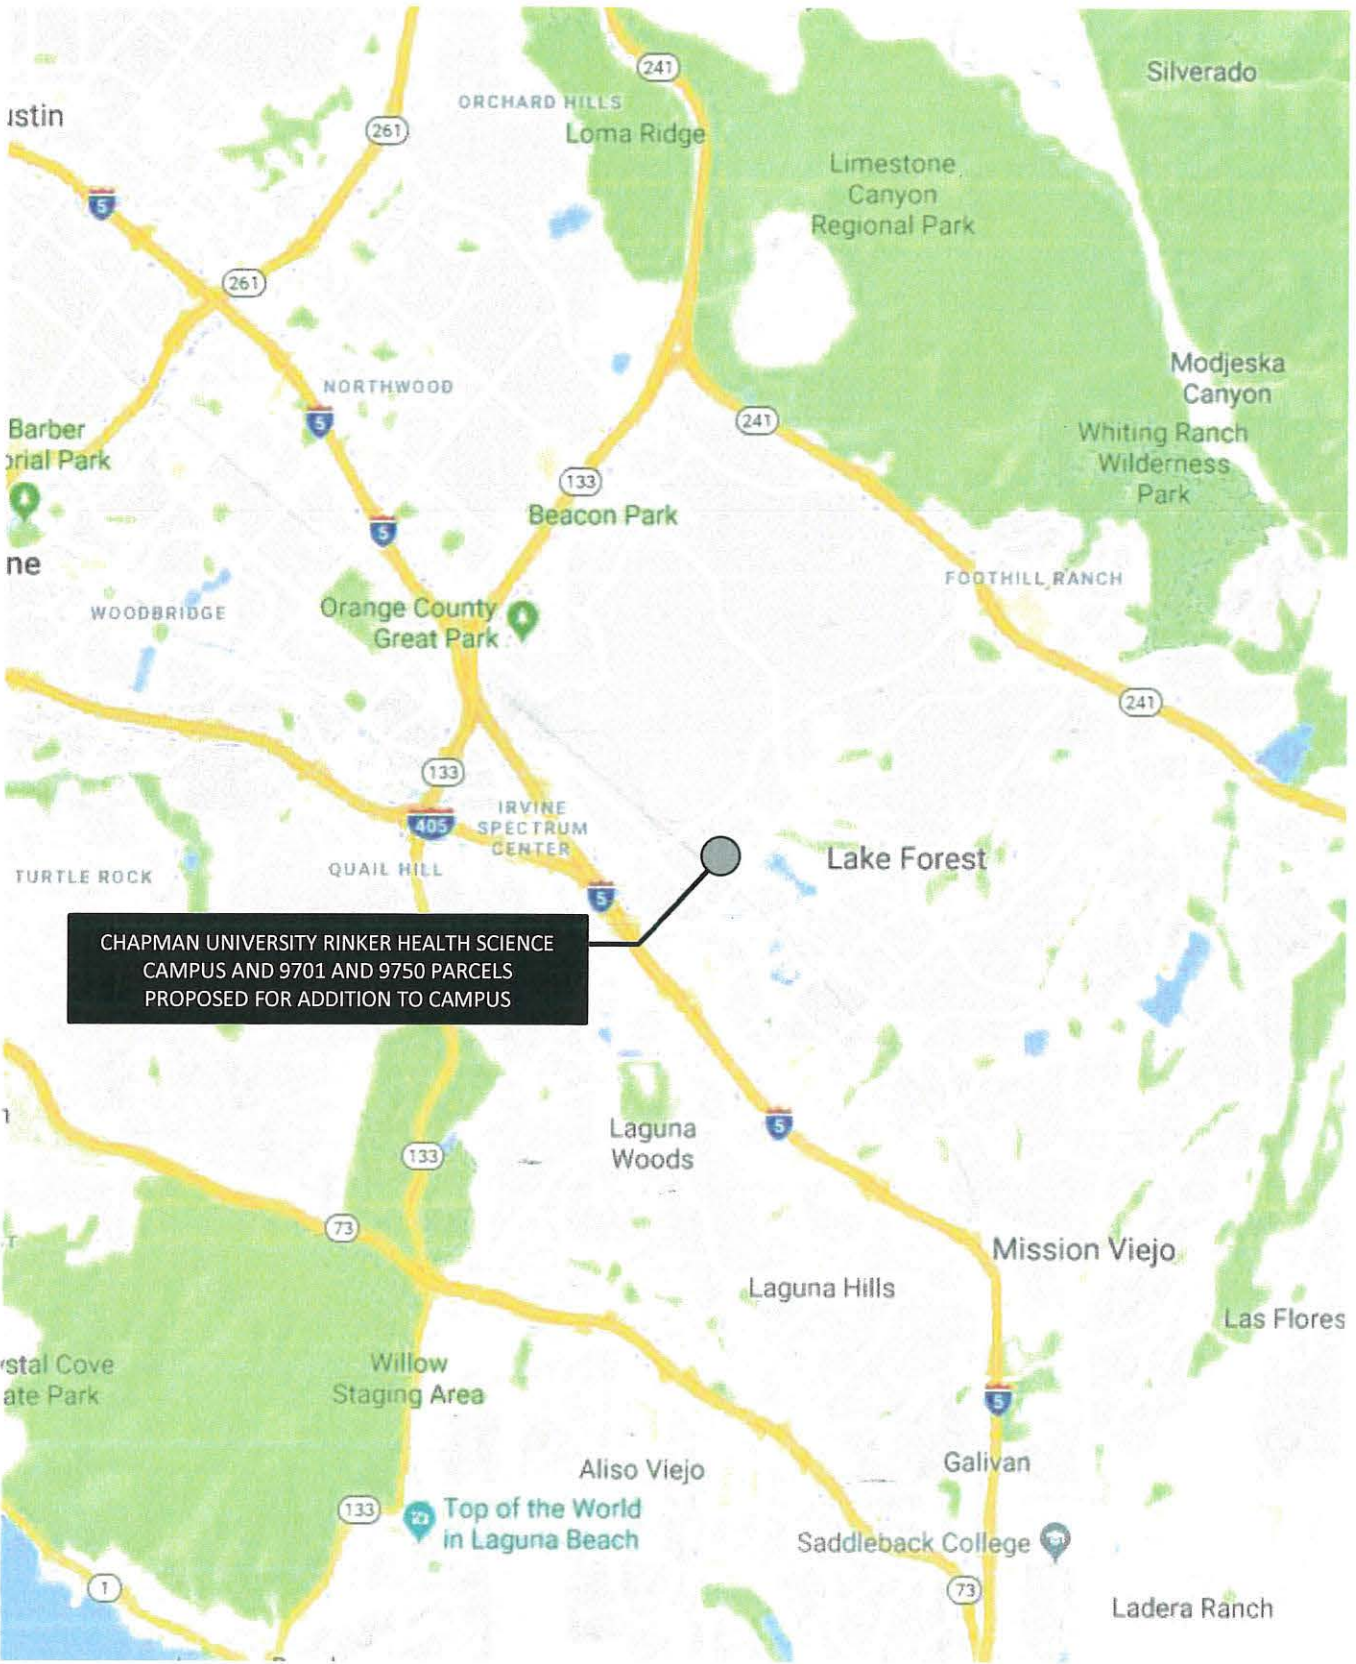 241
Silverado
ORCHARD HILLS
ustin
261
Loma Ridge
Limestone
Canyon
Regional Park
5
261
Modjeska
Canyon
NORTHWOOD
5
241
Barber
orial Park
Whiting Ranch
Wilderness
Park
133
Beacon Park
5
ne
FOOTHILL RANCH
WOODBRIDGE
Orange County
Great Park
241
133
IRVINE
SPECTRUM
CENTER
405
Lake Forest
QUAIL HILL
TURTLE ROCK
5
CHAPMAN UNIVERSITY RINKER HEALTH SCIENCE
CAMPUS AND 9701 AND 9750 PARCELS
PROPOSED FOR ADDITION TO CAMPUS
5
Laguna
Woods
133
73
Mission Viejo
Laguna Hills
Las Flores
ystal Cove
ate Park
Willow
Staging Area
5
Galivan
Aliso Viejo
133
Top of the World
in Laguna Beach
Saddleback College
1
73
Ladera Ranch